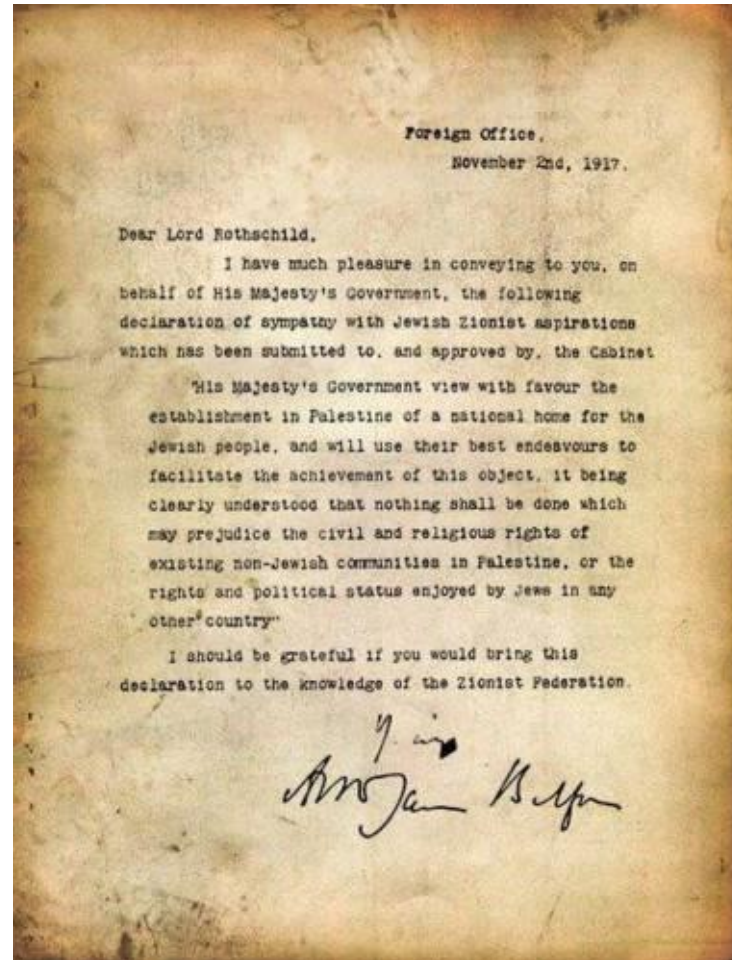 Foreign Office,
November 2nd, 1917.
Dear Lord Rothschild,
I have much pleasure in conveying to you, on
behalf of His Majesty's Government, the following
declaration of sympathy with Jewish Zionist aspirations
which has been submitted to, and approved by, the Cabinet
"His Majesty's Government view with favour the
establishment in Palestine of a national home for the
Jewish people, and will use their best endeavours to
facilitate the achievement of this object, it being
clearly understood that nothing shall be done which
may prejudice the civil and religious rights of
existing non-Jewish communities in Palestine, or the
rights and political status enjoyed by Jews in any
other country"
I should be grateful if you would bring this
declaration to the knowledge of the Zionist Federation.
Arthur James Balfour